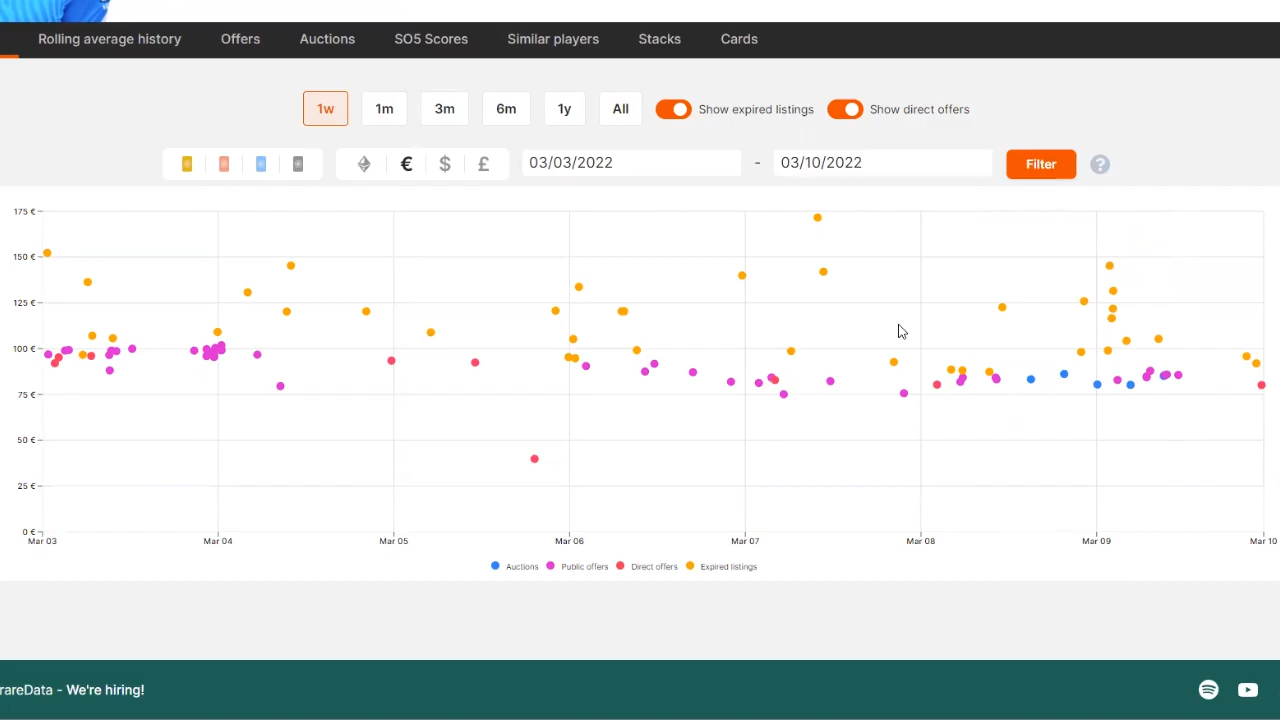 Rolling average history Offers Auctions SO5 Scores Similar players Stacks Cards
1w 1m 3m 6m 1y All Show expired listings Show direct offers
€ $ £ 03/03/2022 - 03/10/2022 Filter ?
175 €
150 €
125 €
100 €
75 €
50 €
25 €
0 €
Mar 03 Mar 04 Mar 05 Mar 06 Mar 07 Mar 08 Mar 09 Mar 10
Auctions Public offers Direct offers Expired listings
rareData - We're hiring!